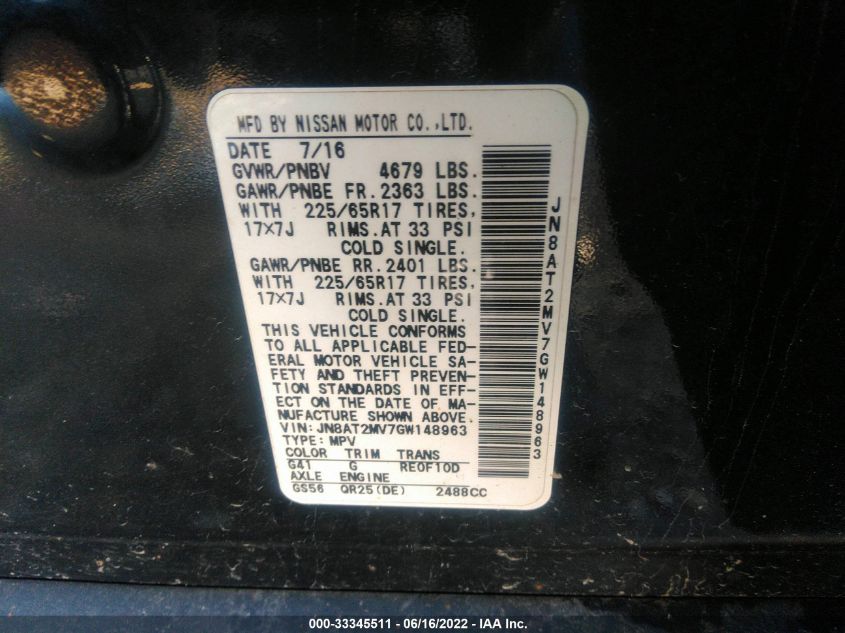 MFD BY NISSAN MOTOR CO.,LTD.
DATE 7/16
GVWR/PNBV 4679 LBS.
GAWR/PNBE FR. 2363 LBS.
WITH 225/65R17 TIRES,
17×7J RIMS. AT 33 PSI
COLD SINGLE.
GAWR/PNBE RR. 2401 LBS.
WITH 225/65R17 TIRES,
17×7J RIMS. AT 33 PSI
COLD SINGLE.
THIS VEHICLE CONFORMS
TO ALL APPLICABLE FED-
ERAL MOTOR VEHICLE SA-
FETY AND THEFT PREVEN-
TION STANDARDS IN EFF-
ECT ON THE DATE OF MA-
NUFACTURE SHOWN ABOVE.
VIN: JN8AT2MV7GW148963
TYPE: MPV
COLOR TRIM TRANS
G41 G RE0F10D
AXLE ENGINE
GS56 QR25(DE) 2488CC
JN8AT2MV7GW148963
000-33345511 - 06/16/2022 - IAA Inc.